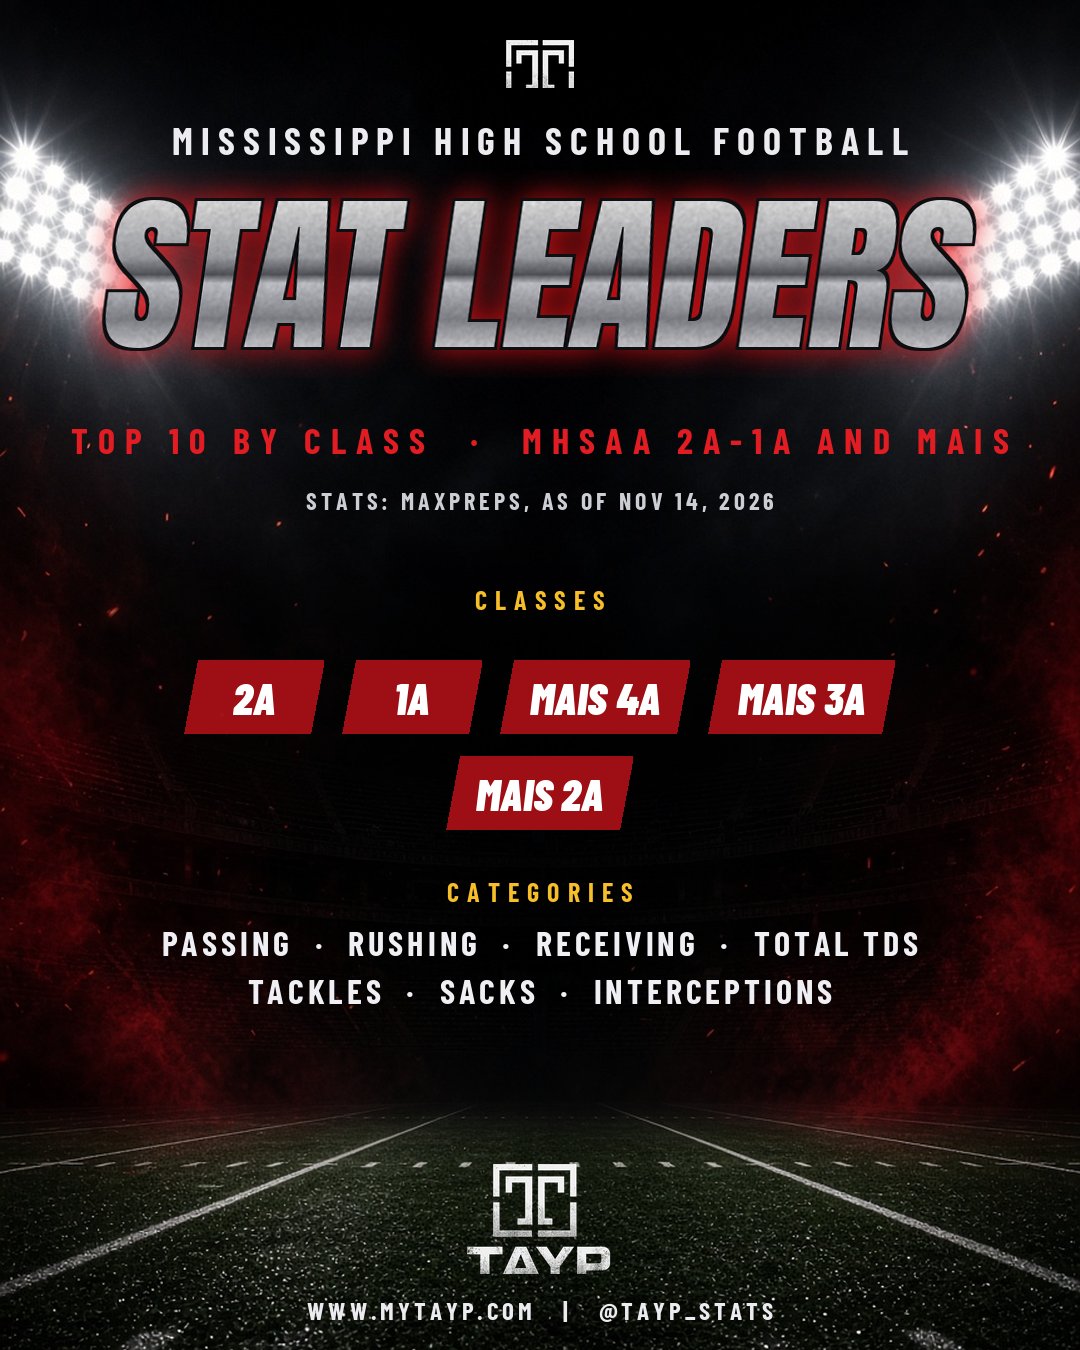 MISSISSIPPI HIGH SCHOOL FOOTBALL
STAT LEADERS
TOP 10 BY CLASS · MHSAA 2A-1A AND MAIS
STATS: MAXPREPS, AS OF NOV 14, 2026
CLASSES
2A 1A MAIS 4A MAIS 3A
MAIS 2A
CATEGORIES
PASSING · RUSHING · RECEIVING · TOTAL TDS
TACKLES · SACKS · INTERCEPTIONS
TAYP
WWW.MYTAYP.COM | @TAYP_STATS